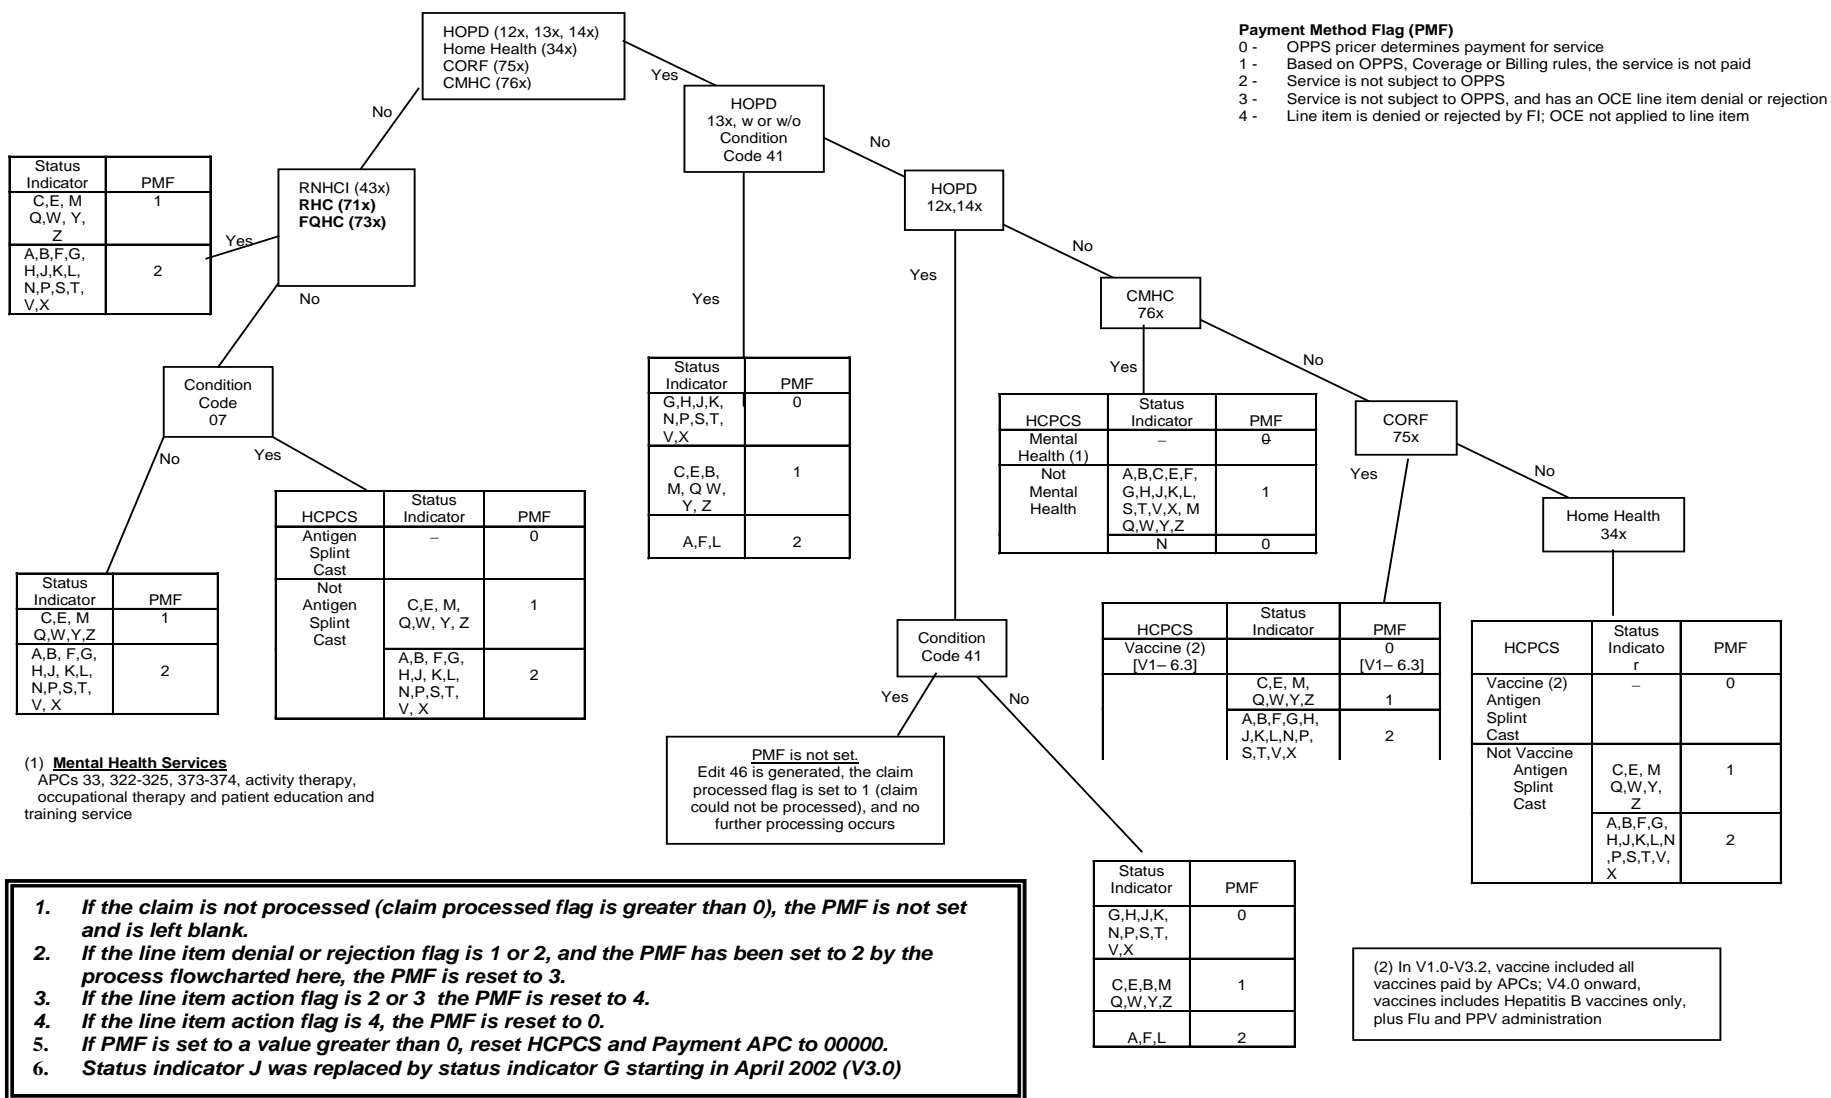 HOPD (12x, 13x, 14x)
Home Health (34x)
CORF (75x)
CMHC (76x)
Payment Method Flag (PMF)
0 - OPPS pricer determines payment for service
1 - Based on OPPS, Coverage or Billing rules, the service is not paid
2 - Service is not subject to OPPS
3 - Service is not subject to OPPS, and has an OCE line item denial or rejection
4 - Line item is denied or rejected by FI; OCE not applied to line item
Yes
No
HOPD
13x, w or w/o
Condition
Code 41
No
Status
Indicator PMF
C,E, M 1
Q,W, Y,
Z
A,B,F,G,
H,J,K,L, 2
N,P,S,T,
V,X
Yes
RNHCI (43x)
RHC (71x)
FQHC (73x)
No
HOPD
12x,14x
No
Yes
Yes
CMHC
76x
Yes
No
Condition
Code
07
No
Yes
Status
Indicator PMF
G,H,J,K, 0
N,P,S,T,
V,X
C,E,B, 1
M, Q W,
Y, Z
A,F,L 2
Status
HCPCS Indicator PMF
Mental – 0
Health (1)
Not A,B,C,E,F,
Mental G,H,J,K,L, 1
Health S,T,V,X, M
Q,W,Y,Z
N 0
CORF
75x
Yes
No
Home Health
34x
Status
HCPCS Indicator PMF
Antigen – 0
Splint
Cast
Not
Antigen C,E, M, 1
Splint Q,W, Y, Z
Cast
A,B, F,G,
H,J, K,L, 2
N,P,S,T,
V, X
Status
Indicator PMF
C,E, M 1
Q,W,Y,Z
A,B, F,G,
H,J, K,L, 2
N,P,S,T,
V, X
Condition
Code 41
Yes
No
Status
HCPCS Indicator PMF
Vaccine (2) 0
[V1– 6.3] [V1– 6.3]
C,E, M,
Q,W,Y,Z 1
A,B,F,G,H,
J,K,L,N,P, 2
S,T,V,X
Status
HCPCS Indicato PMF
r
Vaccine (2) – 0
Antigen
Splint
Cast
Not Vaccine
Antigen C,E, M 1
Splint Q,W,Y,
Cast Z
A,B,F,G,
H,J,K,L,N 2
,P,S,T,V,
X
PMF is not set.
Edit 46 is generated, the claim
processed flag is set to 1 (claim
could not be processed), and no
further processing occurs
(1) Mental Health Services
APCs 33, 322-325, 373-374, activity therapy,
occupational therapy and patient education and
training service
Status
Indicator PMF
G,H,J,K, 0
N,P,S,T,
V,X
C,E,B,M 1
Q,W,Y,Z
A,F,L 2
1. If the claim is not processed (claim processed flag is greater than 0), the PMF is not set
and is left blank.
2. If the line item denial or rejection flag is 1 or 2, and the PMF has been set to 2 by the
process flowcharted here, the PMF is reset to 3.
3. If the line item action flag is 2 or 3 the PMF is reset to 4.
4. If the line item action flag is 4, the PMF is reset to 0.
5. If PMF is set to a value greater than 0, reset HCPCS and Payment APC to 00000.
6. Status indicator J was replaced by status indicator G starting in April 2002 (V3.0)
(2) In V1.0-V3.2, vaccine included all
vaccines paid by APCs; V4.0 onward,
vaccines includes Hepatitis B vaccines only,
plus Flu and PPV administration